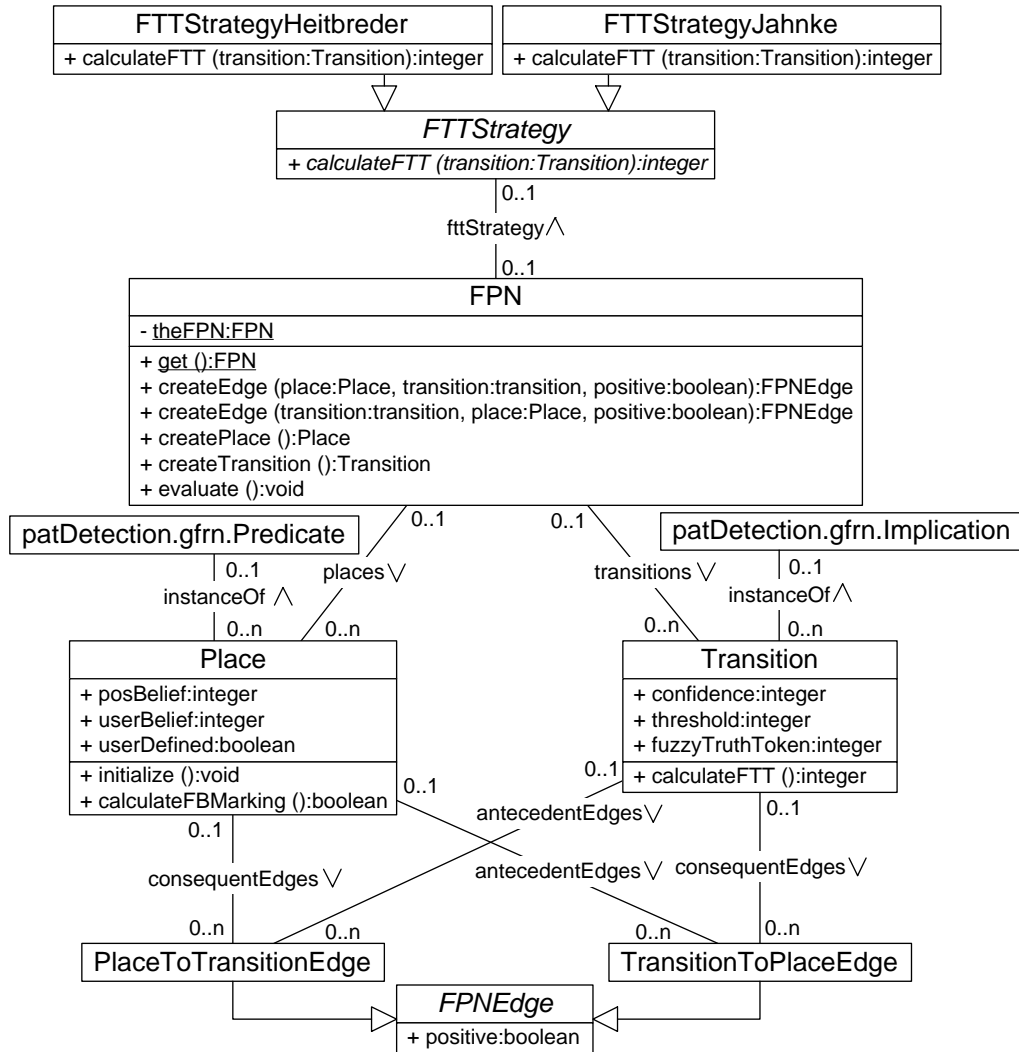 FTTStrategyHeitbreder
+ calculateFTT (transition:Transition):integer
FTTStrategyJahnke
+ calculateFTT (transition:Transition):integer
FTTStrategy
+ calculateFTT (transition:Transition):integer
0..1
fttStrategy
0..1
FPN
- theFPN:FPN
+ get ():FPN
+ createEdge (place:Place, transition:transition, positive:boolean):FPNEdge
+ createEdge (transition:transition, place:Place, positive:boolean):FPNEdge
+ createPlace ():Place
+ createTransition ():Transition
+ evaluate ():void
0..1
0..1
patDetection.gfrn.Predicate
patDetection.gfrn.Implication
0..1
places
transitions
0..1
instanceOf
instanceOf
0..n
0..n
0..n
0..n
Place
+ posBelief:integer
+ userBelief:integer
+ userDefined:boolean
+ initialize ():void
+ calculateFBMarking ():boolean
Transition
+ confidence:integer
+ threshold:integer
+ fuzzyTruthToken:integer
+ calculateFTT ():integer
0..1
0..1
0..1
0..1
antecedentEdges
consequentEdges
antecedentEdges
consequentEdges
0..n
0..n
0..n
0..n
PlaceToTransitionEdge
TransitionToPlaceEdge
FPNEdge
+ positive:boolean